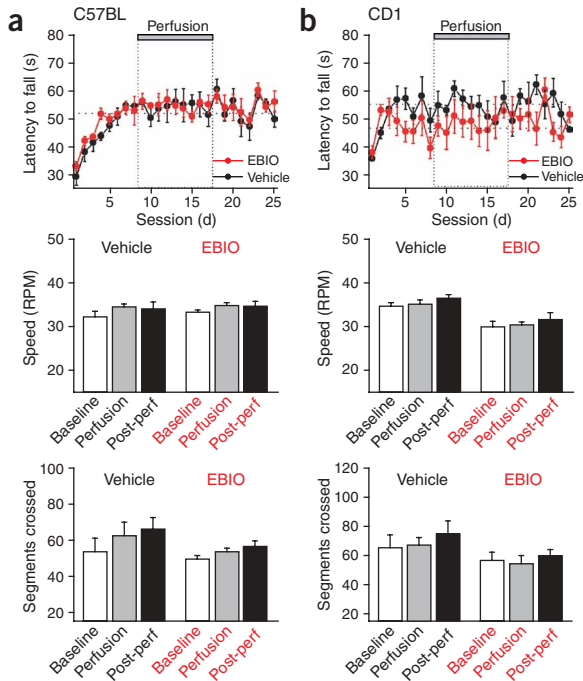 a
C57BL
Perfusion
Latency to fall (s)
80
70
60
50
40
30
EBIO
Vehicle
5
10
15
20
25
Session (d)
Speed (RPM)
50
40
30
20
Vehicle
EBIO
Baseline
Perfusion
Post-perf
Baseline
Perfusion
Post-perf
Segments crossed
100
80
60
40
20
Vehicle
EBIO
Baseline
Perfusion
Post-perf
Baseline
Perfusion
Post-perf
b
CD1
Perfusion
Latency to fall (s)
80
70
60
50
40
30
EBIO
Vehicle
5
10
15
20
25
Session (d)
Speed (RPM)
50
40
30
20
Vehicle
EBIO
Baseline
Perfusion
Post-perf
Baseline
Perfusion
Post-perf
Segments crossed
120
100
80
60
40
20
Vehicle
EBIO
Baseline
Perfusion
Post-perf
Baseline
Perfusion
Post-perf